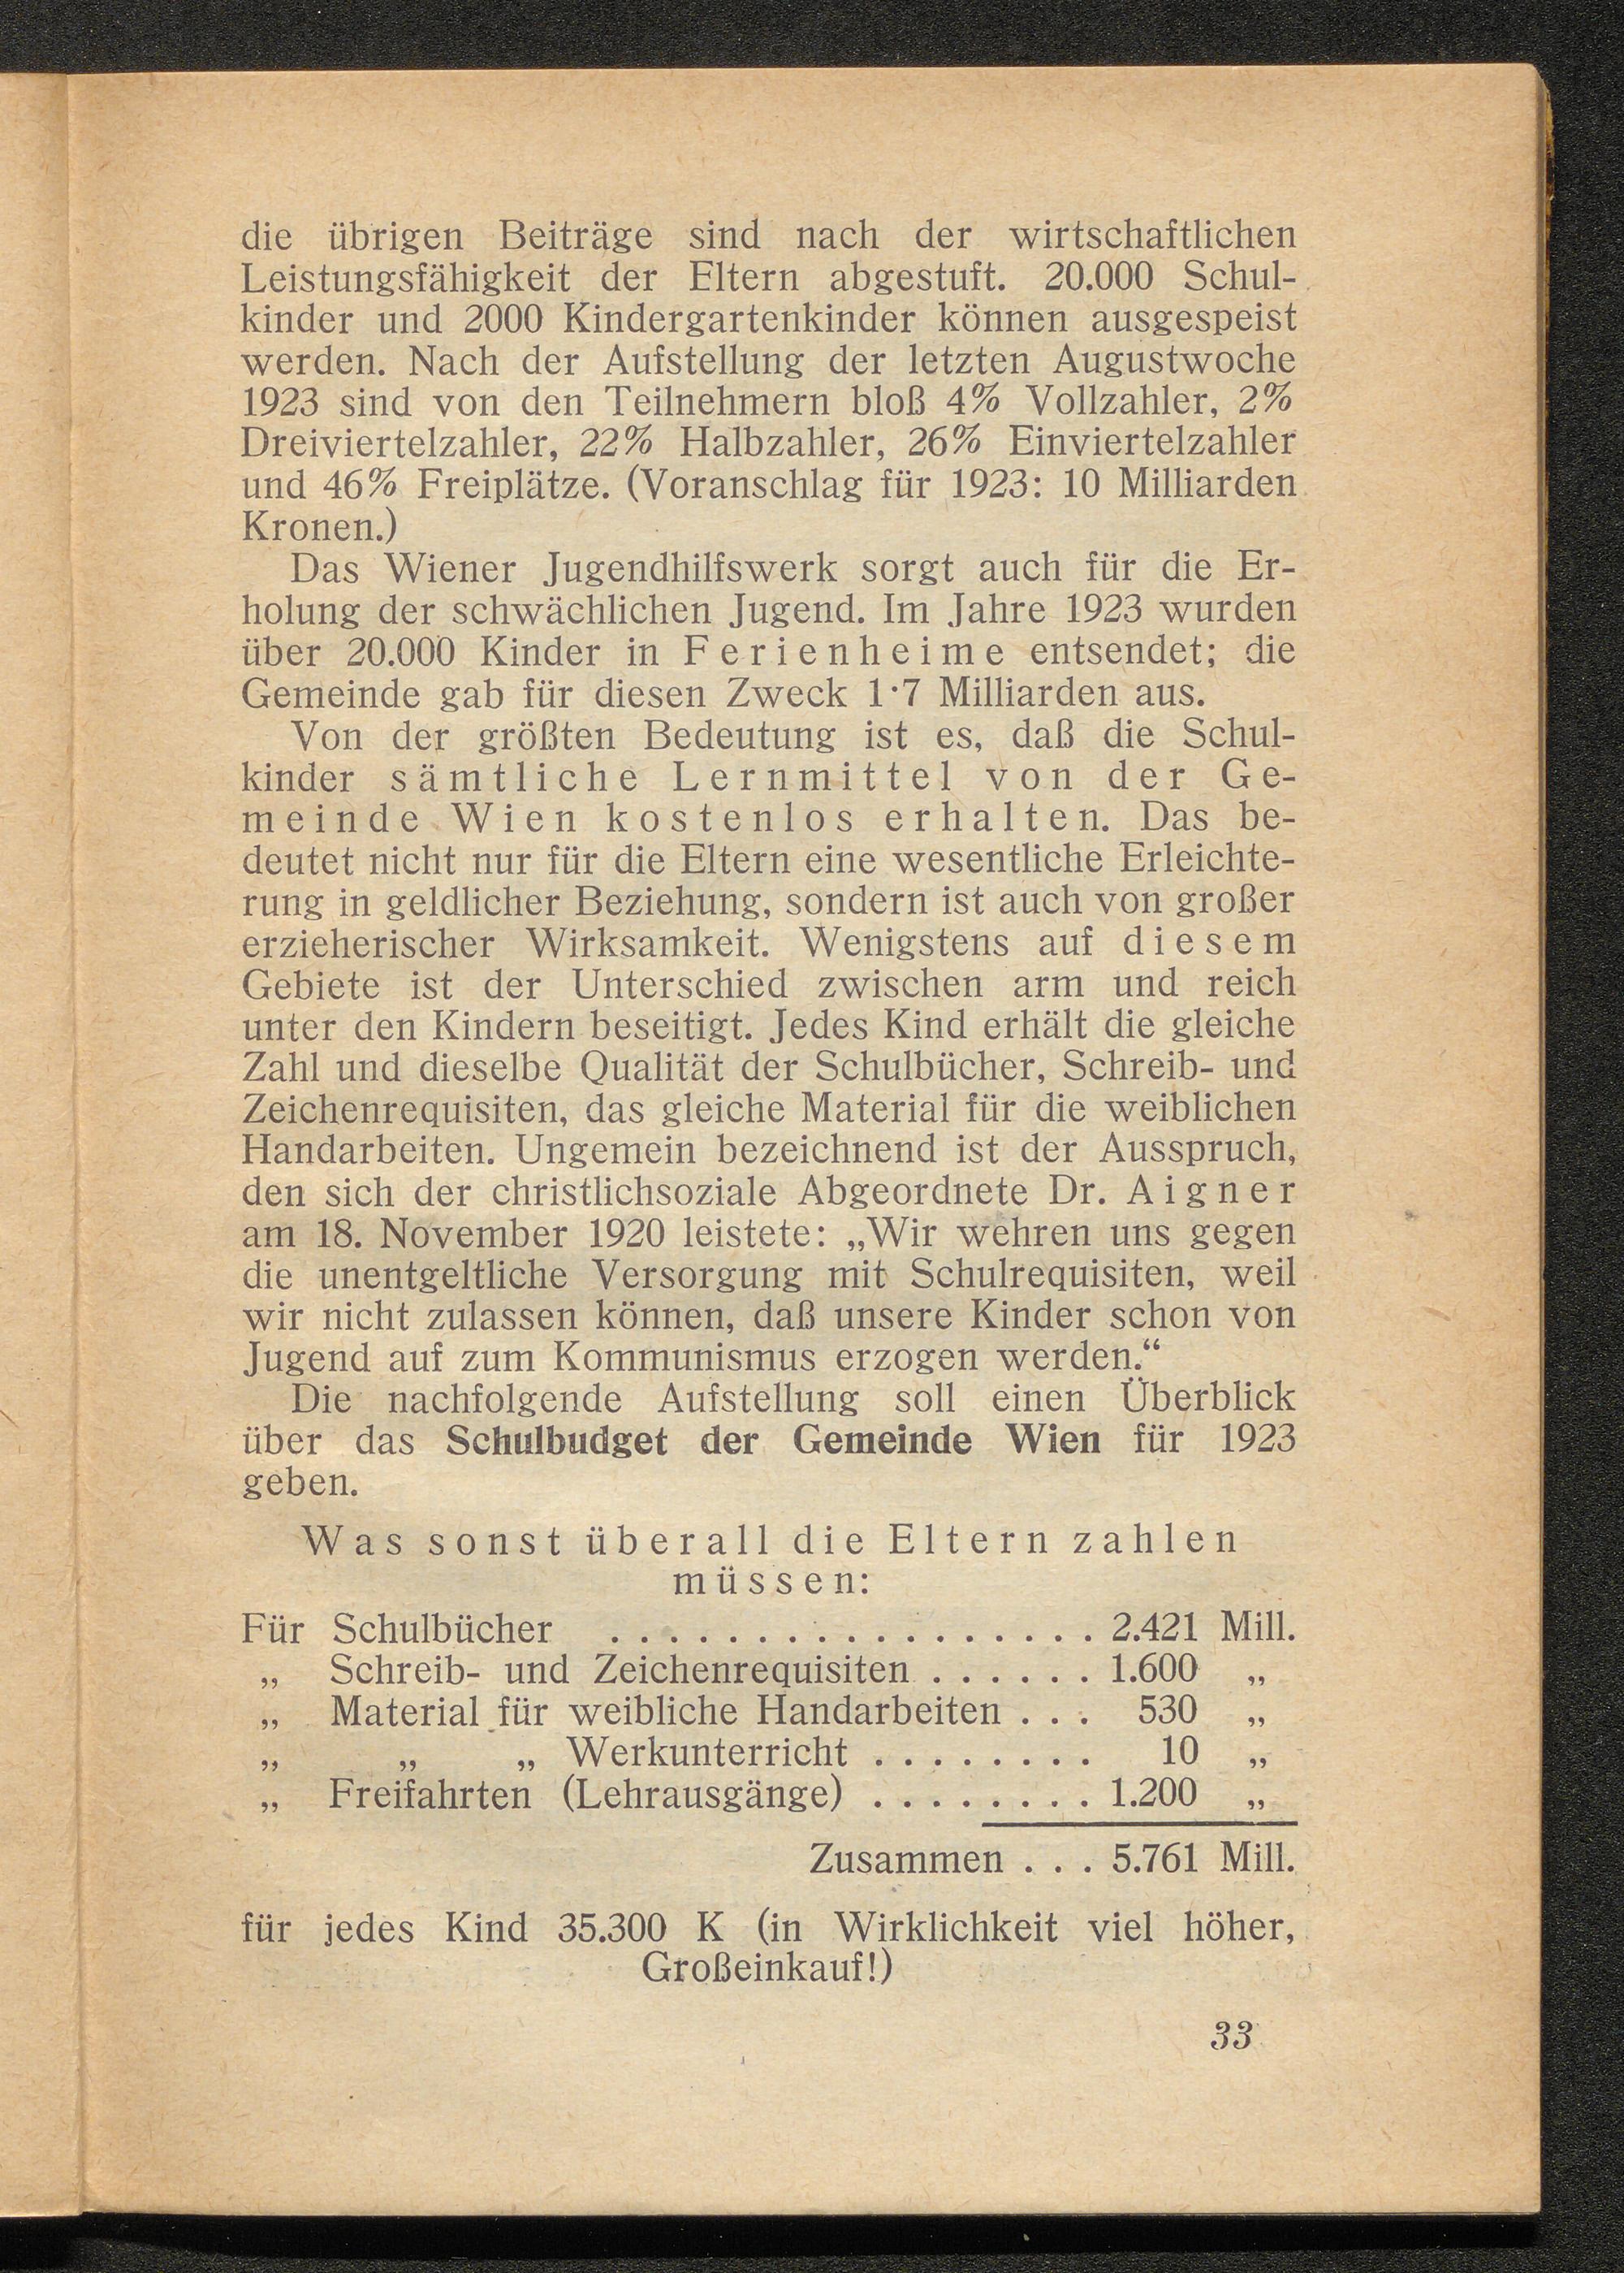 die übrigen Beiträge sind nach der wirtschaftlichen
Leistungsfähigkeit der Eltern abgestuft. 20.000 Schul-
kinder und 2000 Kindergartenkinder können ausgespeist
werden. Nach der Aufstellung der letzten Augustwoche
1923 sind von den Teilnehmern bloß 4% Vollzahler, 2%
Dreiviertelzahler, 22% Halbzahler, 26% Einviertelzahler
und 46% Freiplätze. (Voranschlag für 1923: 10 Milliarden
Kronen.)
Das Wiener Jugendhilfswerk sorgt auch für die Er-
holung der schwächlichen Jugend. Im Jahre 1923 wurden
über 20.000 Kinder in Ferienheime entsendet; die
Gemeinde gab für diesen Zweck 1·7 Milliarden aus.
Von der größten Bedeutung ist es, daß die Schul-
kinder sämtliche Lernmittel von der Ge-
meinde Wien kostenlos erhalten. Das be-
deutet nicht nur für die Eltern eine wesentliche Erleichte-
rung in geldlicher Beziehung, sondern ist auch von großer
erzieherischer Wirksamkeit. Wenigstens auf diesem
Gebiete ist der Unterschied zwischen arm und reich
unter den Kindern beseitigt. Jedes Kind erhält die gleiche
Zahl und dieselbe Qualität der Schulbücher, Schreib- und
Zeichenrequisiten, das gleiche Material für die weiblichen
Handarbeiten. Ungemein bezeichnend ist der Ausspruch,
den sich der christlichsoziale Abgeordnete Dr. Aigner
am 18. November 1920 leistete: „Wir wehren uns gegen
die unentgeltliche Versorgung mit Schulrequisiten, weil
wir nicht zulassen können, daß unsere Kinder schon von
Jugend auf zum Kommunismus erzogen werden.“
Die nachfolgende Aufstellung soll einen Überblick
über das Schulbudget der Gemeinde Wien für 1923
geben.
Was sonst überall die Eltern zahlen
müssen:
Für Schulbücher . . . . . . . . . . . . . . . . . 2.421 Mill.
„ Schreib- und Zeichenrequisiten . . . . . . 1.600 „
„ Material für weibliche Handarbeiten . . . 530 „
„ „ „ Werkunterricht . . . . . . . . 10 „
„ Freifahrten (Lehrausgänge) . . . . . . . . 1.200 „
Zusammen . . . 5.761 Mill.
für jedes Kind 35.300 K (in Wirklichkeit viel höher,
Großeinkauf!)
33